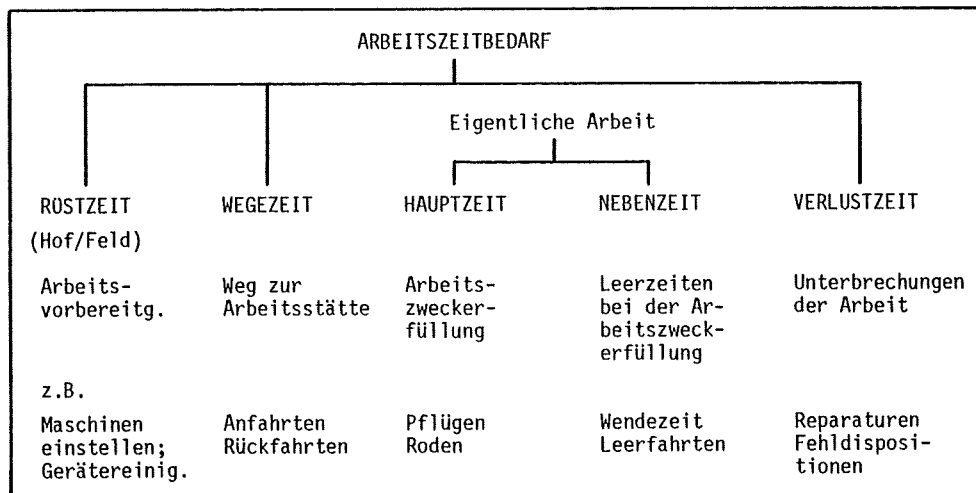 ARBEITSZEITBEDARF
Eigentliche Arbeit
ROSTZEIT WEGEZEIT HAUPTZEIT NEBENZEIT VERLUSTZEIT
(Hof/Feld)
Arbeits- Weg zur Arbeits- Leerzeiten Unterbrechungen
vorbereitg. Arbeitsstätte zwecker- bei der Ar- der Arbeit
füllung beitszweck-
erfüllung
z.B.
Maschinen Anfahrten Pflügen Wendezeit Reparaturen
einstellen; Rückfahrten Roden Leerfahrten Fehldisposi-
Gerätereinig. tionen